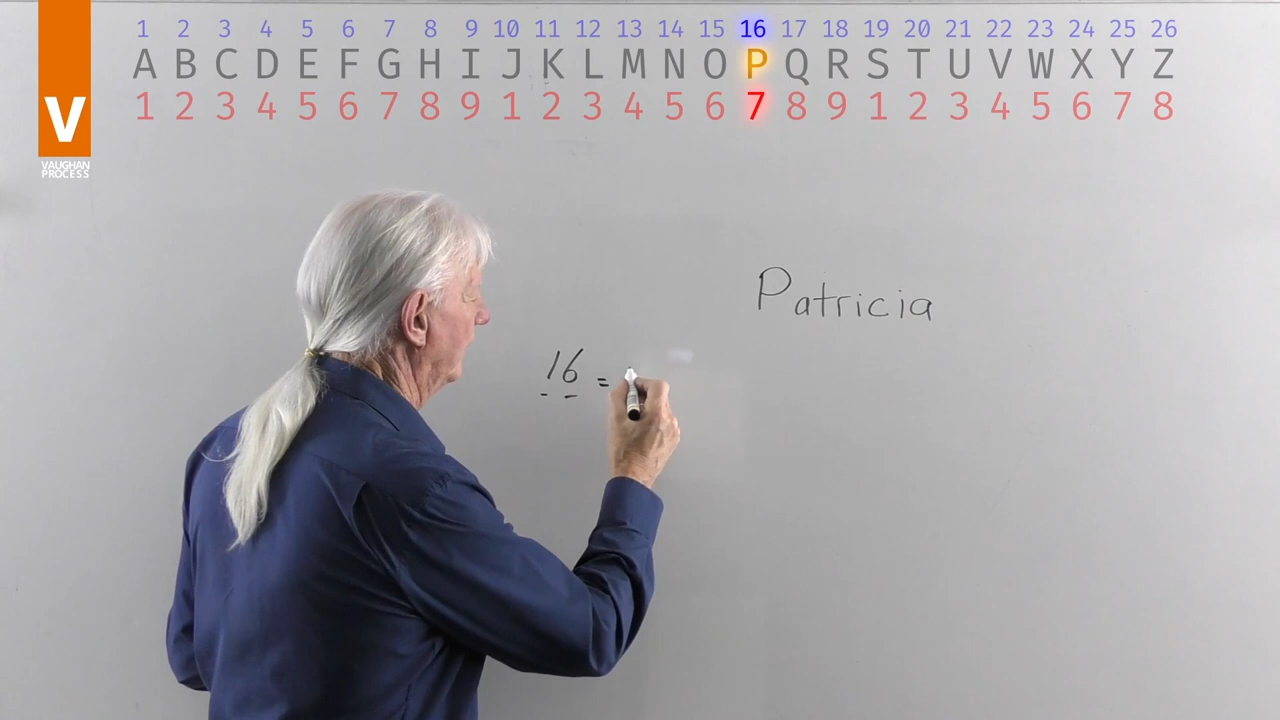 1 2 3 4 5 6 7 8 9 10 11 12 13 14 15 16 17 18 19 20 21 22 23 24 25 26
A B C D E F G H I J K L M N O P Q R S T U V W X Y Z
1 2 3 4 5 6 7 8 9 1 2 3 4 5 6 7 8 9 1 2 3 4 5 6 7 8
V
VAUGHAN
PROCESS
Patricia
16 =